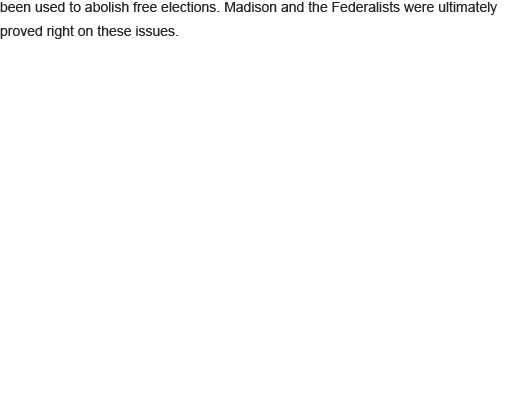 been used to abolish free elections. Madison and the Federalists were ultimately
proved right on these issues.